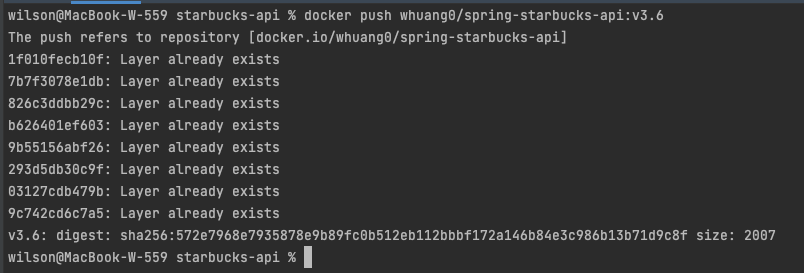 wilson@MacBook-W-559 starbucks-api % docker push whuang0/spring-starbucks-api:v3.6
The push refers to repository [docker.io/whuang0/spring-starbucks-api]
1f010fecb10f: Layer already exists
7b7f3078e1db: Layer already exists
826c3ddbb29c: Layer already exists
b626401ef603: Layer already exists
9b55156abf26: Layer already exists
293d5db30c9f: Layer already exists
03127cdb479b: Layer already exists
9c742cd6c7a5: Layer already exists
v3.6: digest: sha256:572e7968e7935878e9b89fc0b512eb112bbbf172a146b84e3c986b13b71d9c8f size: 2007
wilson@MacBook-W-559 starbucks-api %